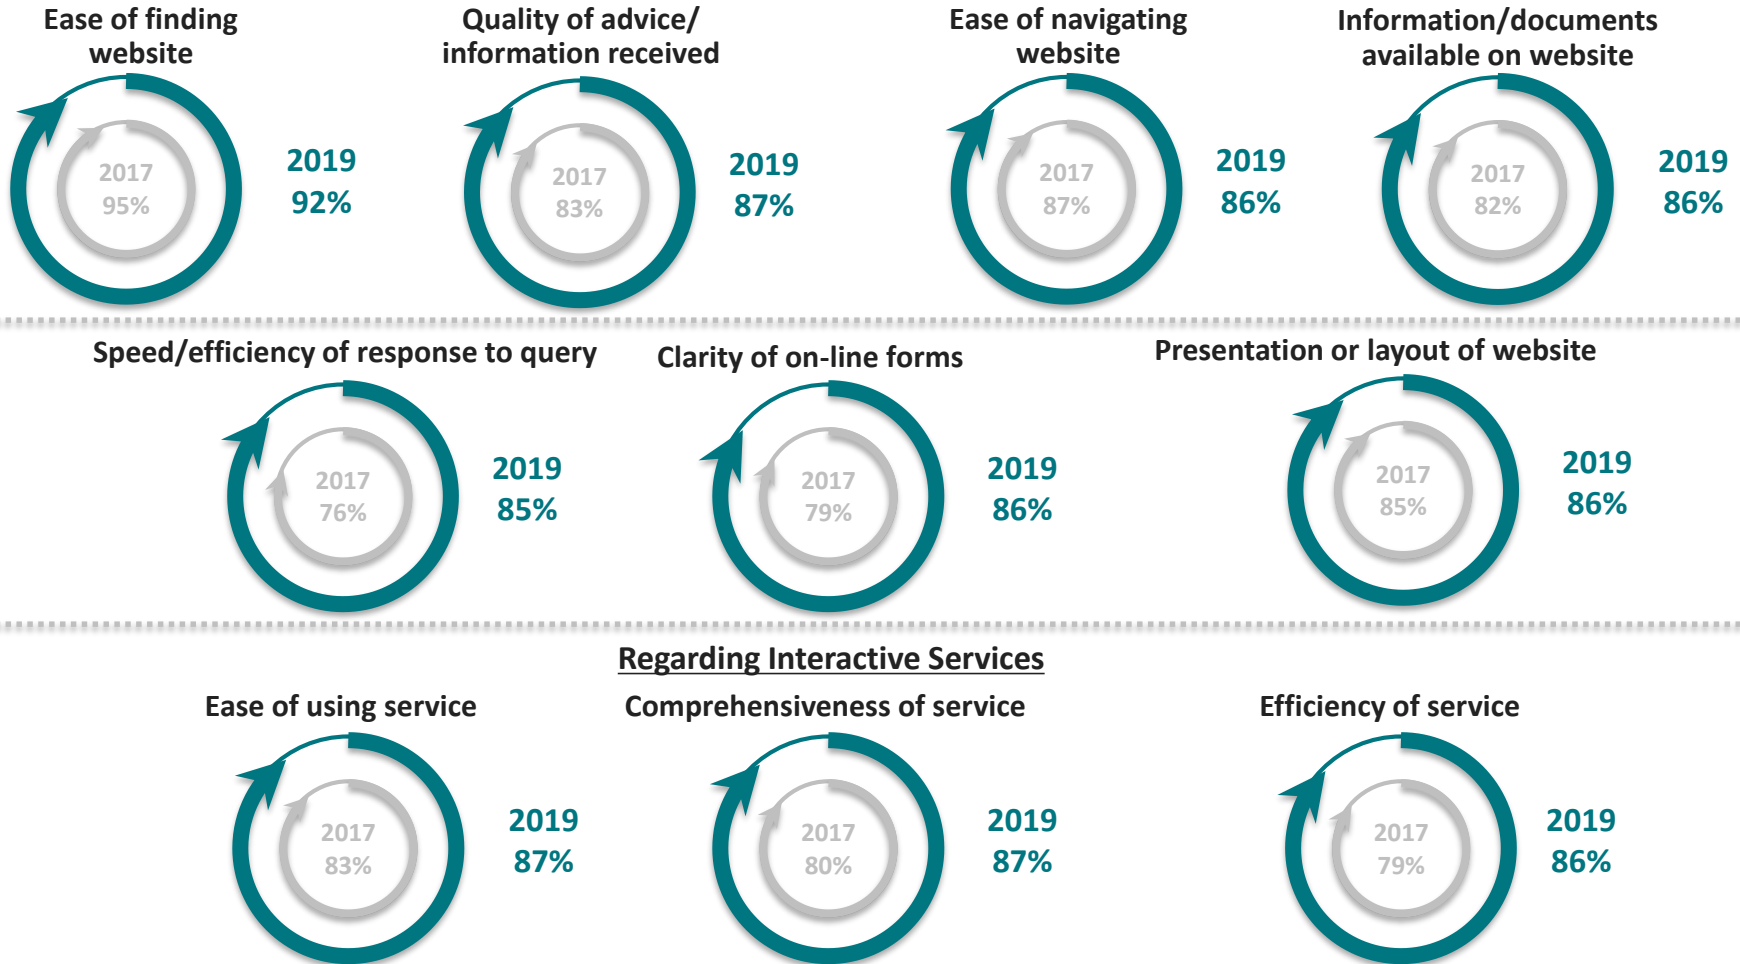 Ease of finding
website
2017
95%
2019
92%
Quality of advice/
information received
2017
83%
2019
87%
Ease of navigating
website
2017
87%
2019
86%
Information/documents
available on website
2017
82%
2019
86%
Speed/efficiency of response to query
2017
76%
2019
85%
Clarity of on-line forms
2017
79%
2019
86%
Presentation or layout of website
2017
85%
2019
86%
Regarding Interactive Services
Ease of using service
2017
83%
2019
87%
Comprehensiveness of service
2017
80%
2019
87%
Efficiency of service
2017
79%
2019
86%